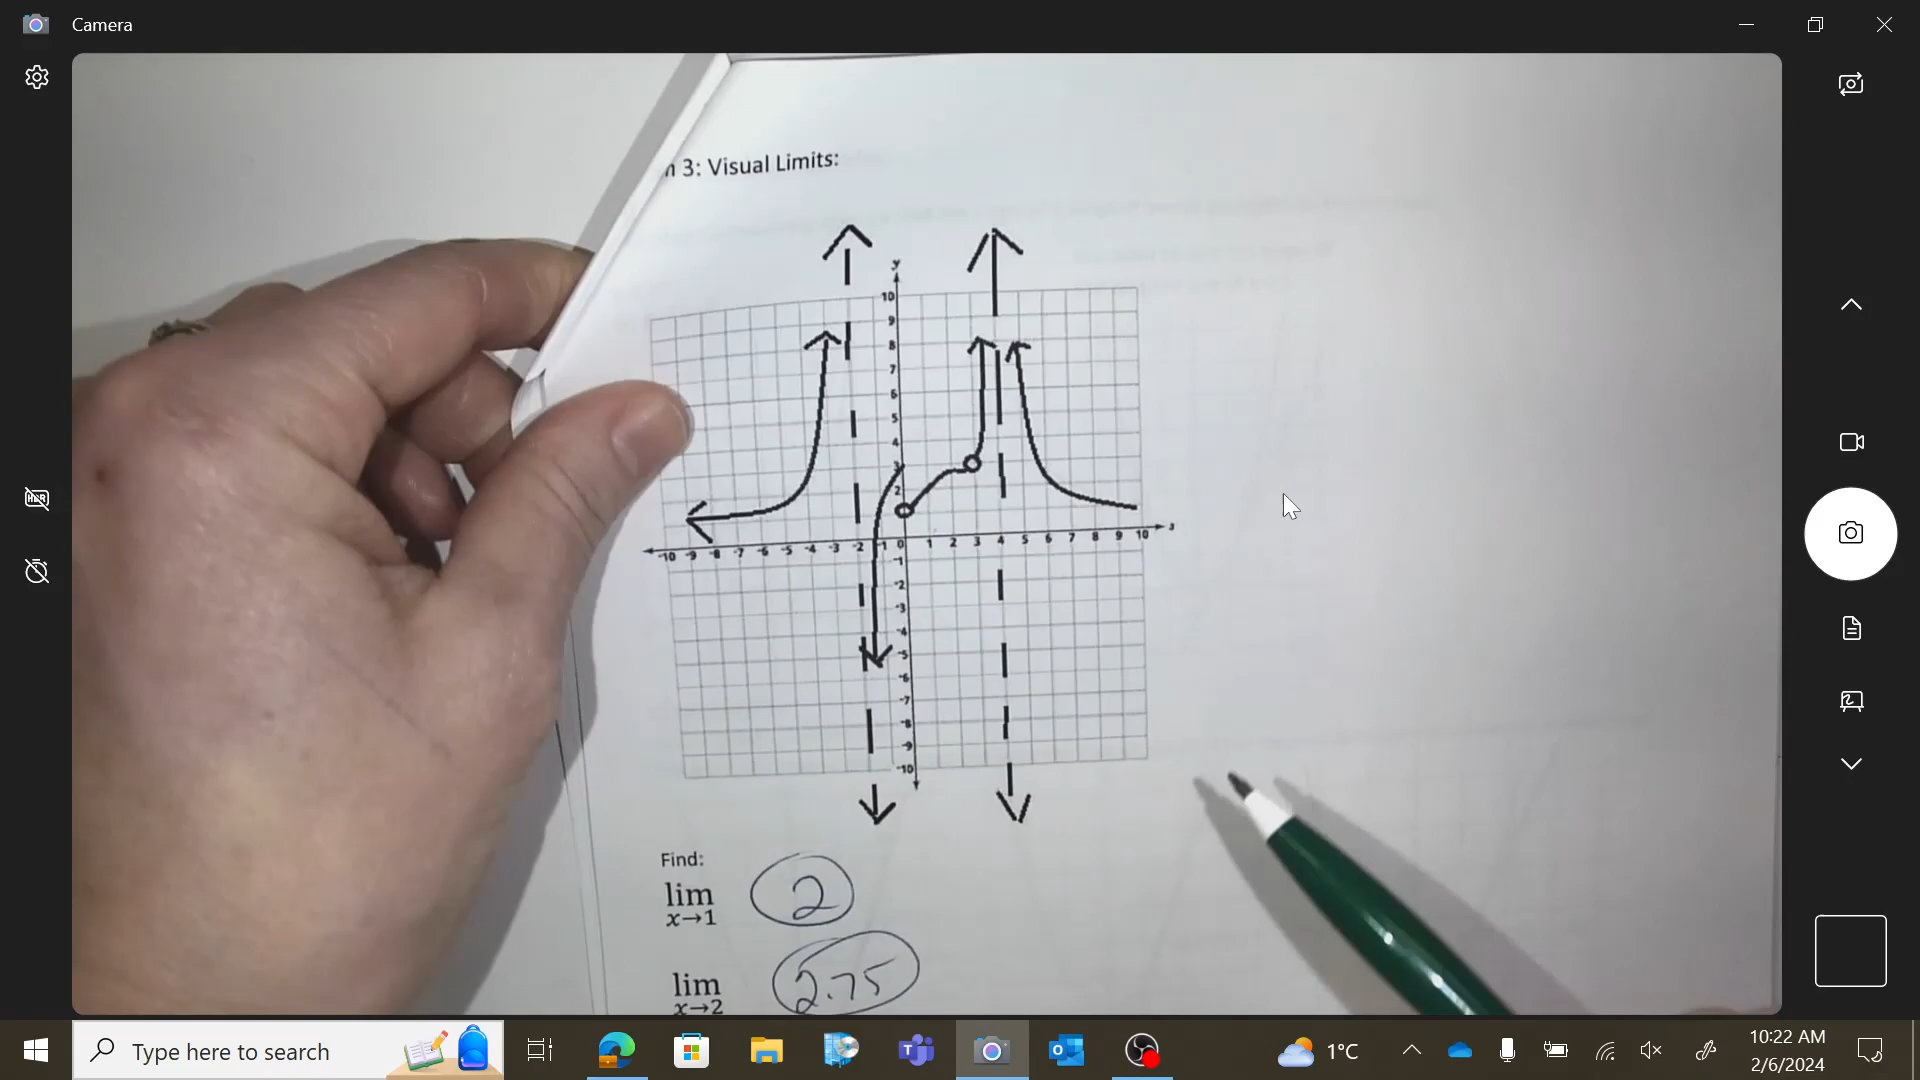 Camera
n 3: Visual Limits:
y
10
9
8
7
6
5
4
3
2
-10 -9 -8 -7 -6 -5 -4 -3 -2 -1 0 1 2 3 4 5 6 7 8 9 10
-1
-2
-3
-4
-5
-6
-7
-8
-9
-10
Find:
lim 2
x→1
lim 2.75
x→2
HDR
Type here to search
1°C
10:22 AM
2/6/2024